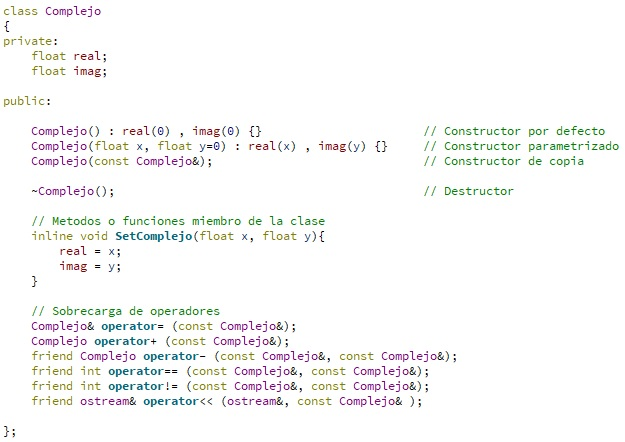 class Complejo
{
private:
    float real;
    float imag;

public:

    Complejo() : real(0) , imag(0) {}                       // Constructor por defecto
    Complejo(float x, float y=0) : real(x) , imag(y) {}     // Constructor parametrizado
    Complejo(const Complejo&);                              // Constructor de copia

    ~Complejo();                                            // Destructor

    // Metodos o funciones miembro de la clase
    inline void SetComplejo(float x, float y){
        real = x;
        imag = y;
    }

    // Sobrecarga de operadores
    Complejo& operator= (const Complejo&);
    Complejo operator+ (const Complejo&);
    friend Complejo operator- (const Complejo&, const Complejo&);
    friend int operator== (const Complejo&, const Complejo&);
    friend int operator!= (const Complejo&, const Complejo&);
    friend ostream& operator<< (ostream&, const Complejo& );

};